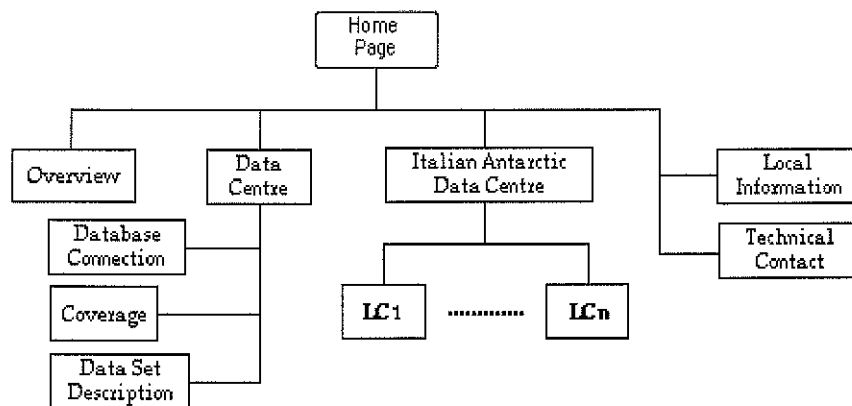 Home
Page
Overview
Data
Centre
Italian Antarctic
Data Centre
Local
Information
Database
Connection
Technical
Contact
Coverage
LC1
LCn
Data Set
Description